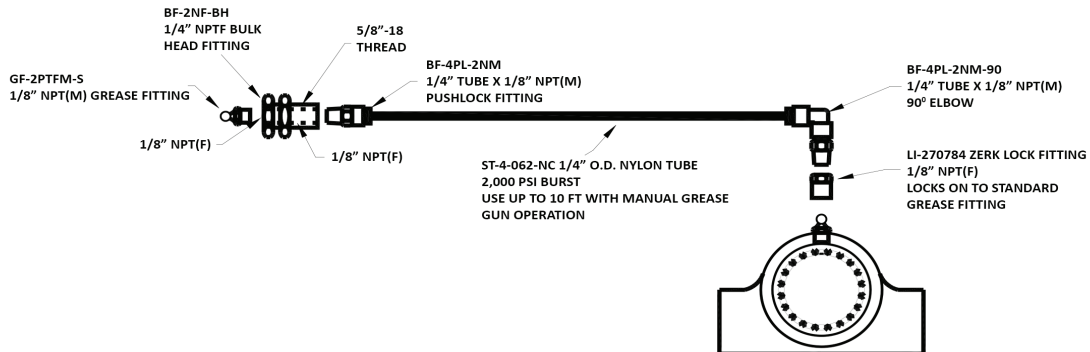 BF-2NF-BH
1/4” NPTF BULK
HEAD FITTING
5/8”-18
THREAD
GF-2PTFM-S
1/8” NPT(M) GREASE FITTING
BF-4PL-2NM
1/4” TUBE X 1/8” NPT(M)
PUSHLOCK FITTING
BF-4PL-2NM-90
1/4” TUBE X 1/8” NPT(M)
90⁰ ELBOW
1/8” NPT(F)
1/8” NPT(F)
ST-4-062-NC 1/4” O.D. NYLON TUBE
2,000 PSI BURST
USE UP TO 10 FT WITH MANUAL GREASE
GUN OPERATION
LI-270784 ZERK LOCK FITTING
1/8” NPT(F)
LOCKS ON TO STANDARD
GREASE FITTING